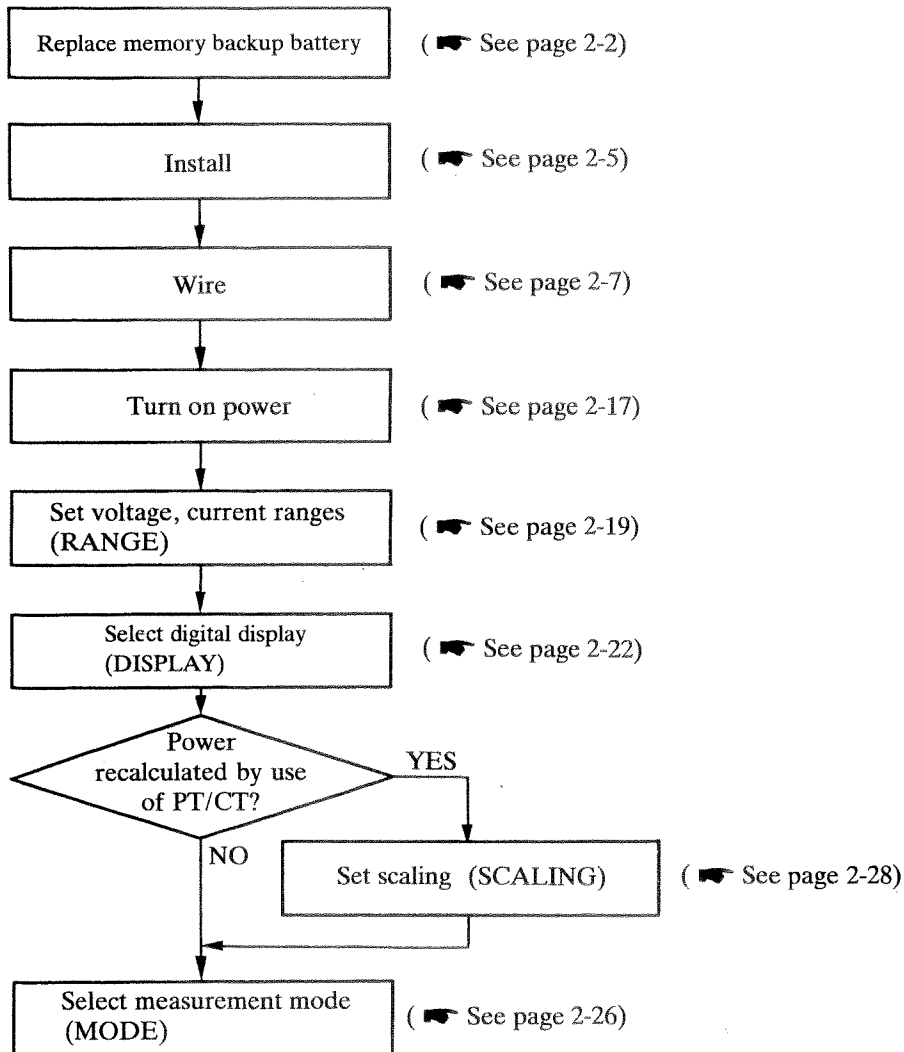 Replace memory backup battery
( ☛ See page 2-2)
Install
( ☛ See page 2-5)
Wire
( ☛ See page 2-7)
Turn on power
( ☛ See page 2-17)
Set voltage, current ranges
(RANGE)
( ☛ See page 2-19)
Select digital display
(DISPLAY)
( ☛ See page 2-22)
Power
recalculated by use
of PT/CT?
YES
NO
Set scaling (SCALING)
( ☛ See page 2-28)
Select measurement mode
(MODE)
( ☛ See page 2-26)